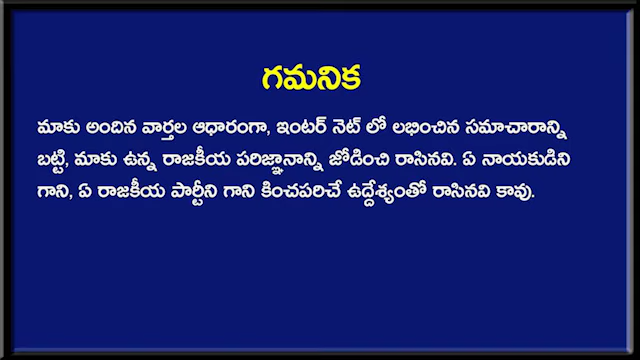 గమనిక
మాకు అందిన వార్తల ఆధారంగా, ఇంటర్ నెట్ లో లభించిన సమాచారాన్ని
బట్టి, మాకు ఉన్న రాజకీయ పరిజ్ఞానాన్ని జోడించి రాసినవి. ఏ నాయకుడిని
గాని, ఏ రాజకీయ పార్టీని గాని కించపరిచే ఉద్దేశ్యంతో రాసినవి కావు.